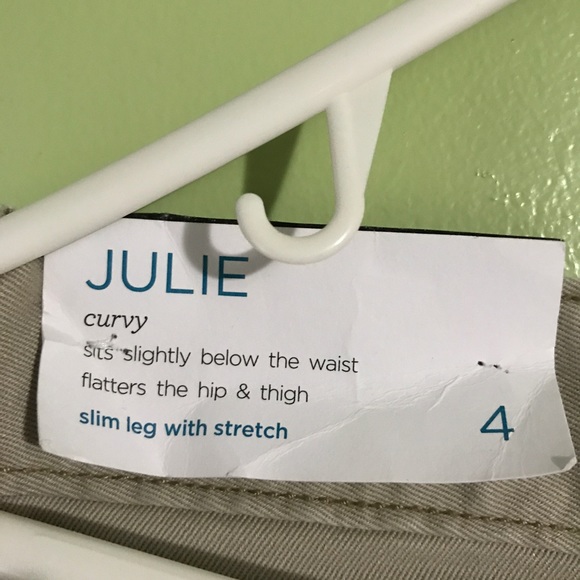 JULIE
curvy
sits slightly below the waist
flatters the hip & thigh
slim leg with stretch
4